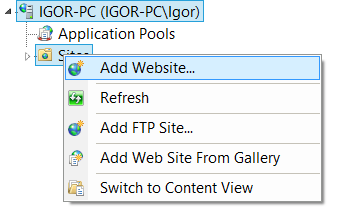 IGOR-PC (IGOR-PC\Igor)
Application Pools
Sites
Add Website...
Refresh
Add FTP Site...
Add Web Site From Gallery
Switch to Content View